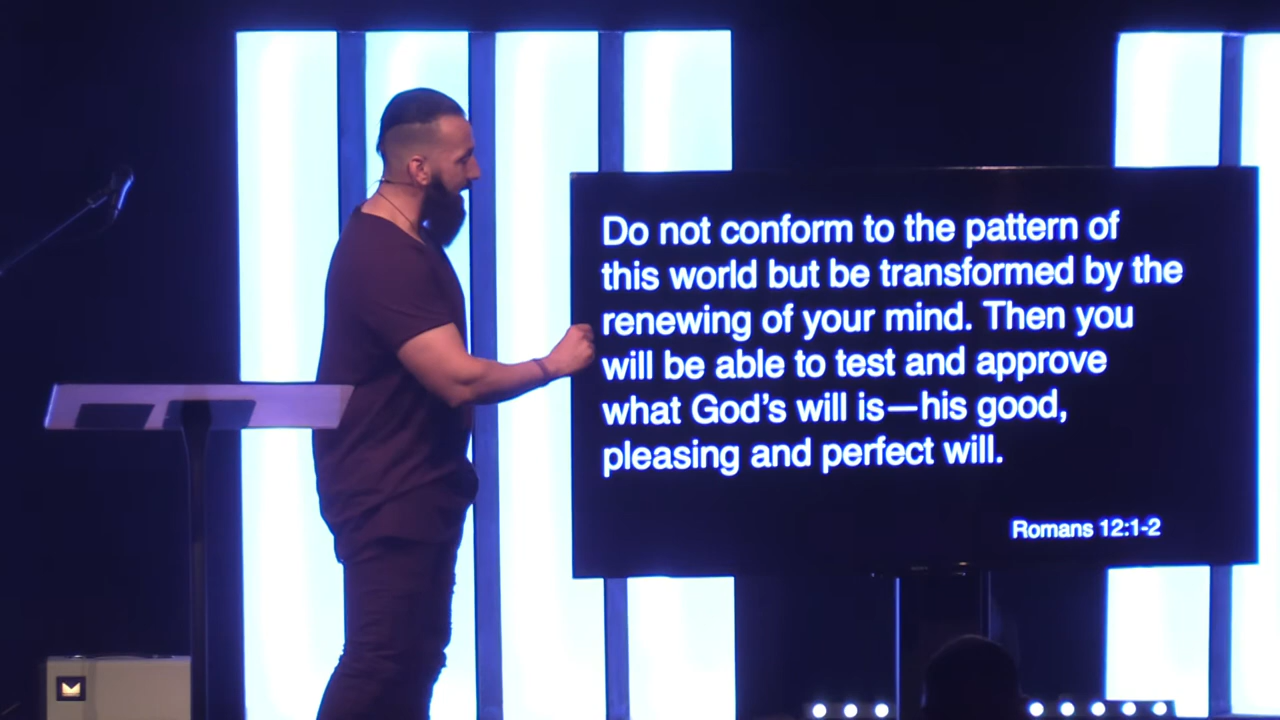 Do not conform to the pattern of
this world but be transformed by the
renewing of your mind. Then you
will be able to test and approve
what God's will is—his good,
pleasing and perfect will.
Romans 12:1-2